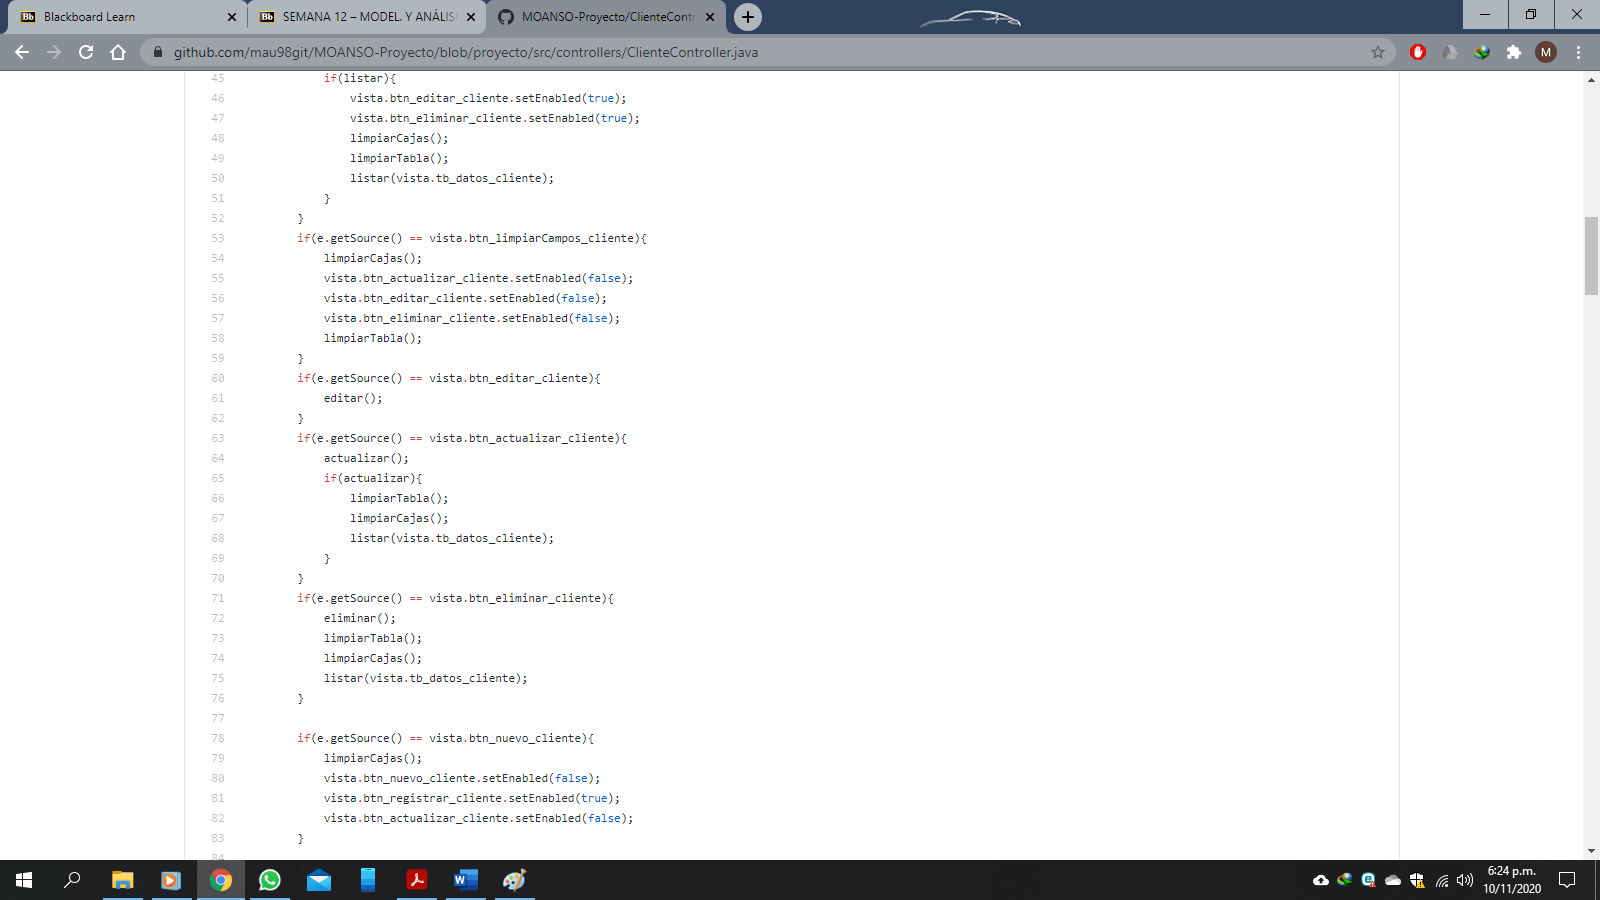 Blackboard Learn
SEMANA 12 – MODEL. Y ANÁLIS
MOANSO-Proyecto/ClienteContr
github.com/mau98git/MOANSO-Proyecto/blob/proyecto/src/controllers/ClienteController.java
45 if(listar){
46 vista.btn_editar_cliente.setEnabled(true);
47 vista.btn_eliminar_cliente.setEnabled(true);
48 limpiarCajas();
49 limpiarTabla();
50 listar(vista.tb_datos_cliente);
51 }
52 }
53 if(e.getSource() == vista.btn_limpiarCampos_cliente){
54 limpiarCajas();
55 vista.btn_actualizar_cliente.setEnabled(false);
56 vista.btn_editar_cliente.setEnabled(false);
57 vista.btn_eliminar_cliente.setEnabled(false);
58 limpiarTabla();
59 }
60 if(e.getSource() == vista.btn_editar_cliente){
61 editar();
62 }
63 if(e.getSource() == vista.btn_actualizar_cliente){
64 actualizar();
65 if(actualizar){
66 limpiarTabla();
67 limpiarCajas();
68 listar(vista.tb_datos_cliente);
69 }
70 }
71 if(e.getSource() == vista.btn_eliminar_cliente){
72 eliminar();
73 limpiarTabla();
74 limpiarCajas();
75 listar(vista.tb_datos_cliente);
76 }
77
78 if(e.getSource() == vista.btn_nuevo_cliente){
79 limpiarCajas();
80 vista.btn_nuevo_cliente.setEnabled(false);
81 vista.btn_registrar_cliente.setEnabled(true);
82 vista.btn_actualizar_cliente.setEnabled(false);
83 }
84
6:24 p.m.
10/11/2020